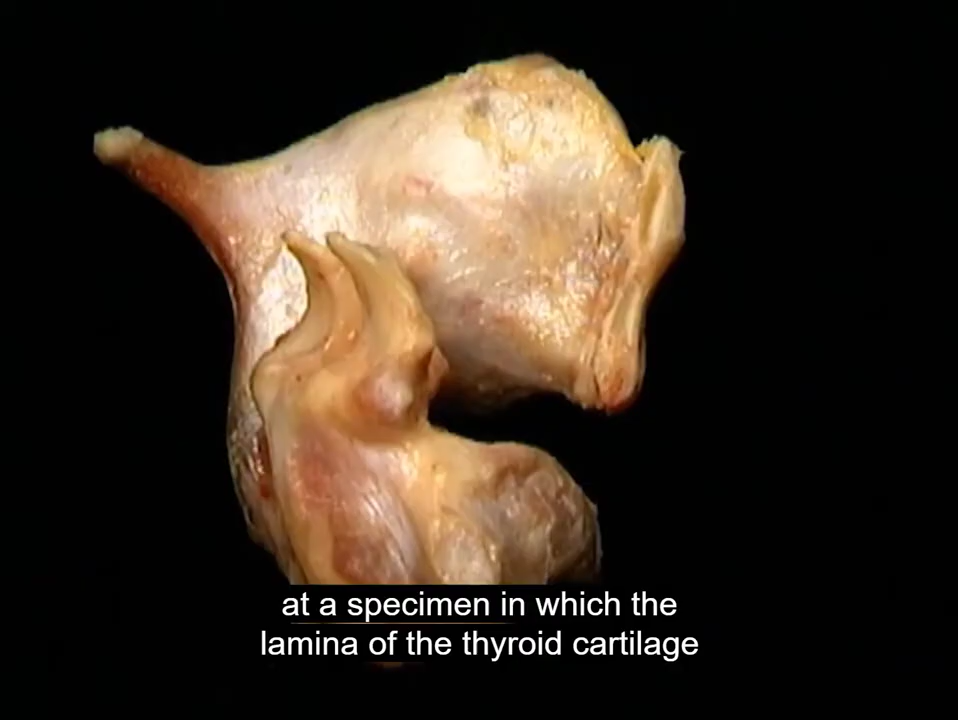 at a specimen in which the
lamina of the thyroid cartilage